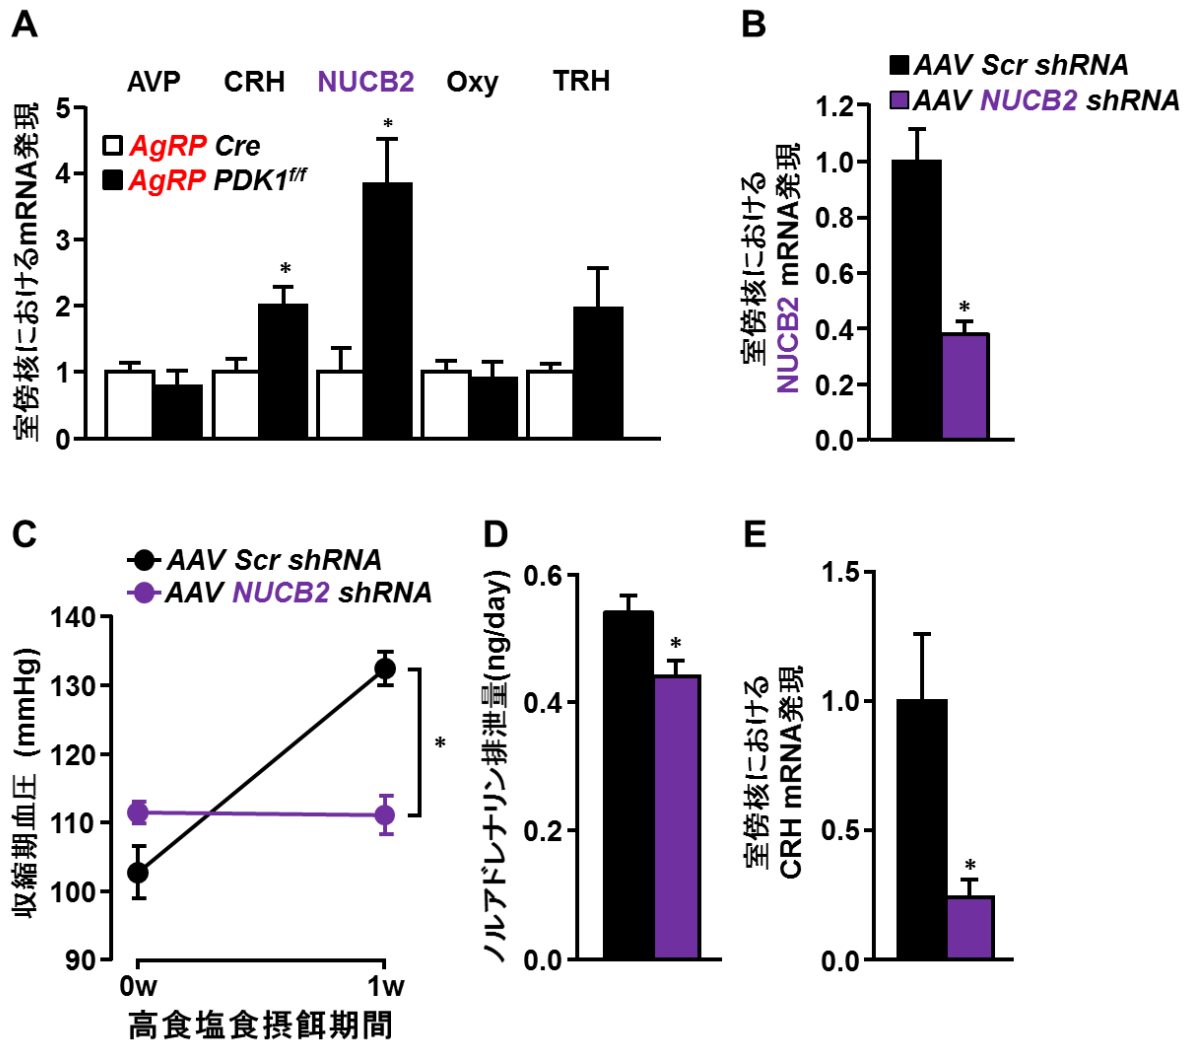 A
AVP CRH NUCB2 Oxy TRH
AgRP Cre
AgRP PDK1f/f
室傍核におけるmRNA発現
5
4
3
2
1
0
*
*
B
AAV Scr shRNA
AAV NUCB2 shRNA
室傍核における
NUCB2 mRNA発現
1.2
1.0
0.8
0.6
0.4
0.2
0.0
*
C
AAV Scr shRNA
AAV NUCB2 shRNA
収縮期血圧 (mmHg)
140
130
120
110
100
90
*
0w 1w
高食塩食摂餌期間
D
ノルアドレナリン排泄量(ng/day)
0.6
0.4
0.2
0.0
*
E
室傍核における
CRH mRNA発現
1.5
1.0
0.5
0.0
*